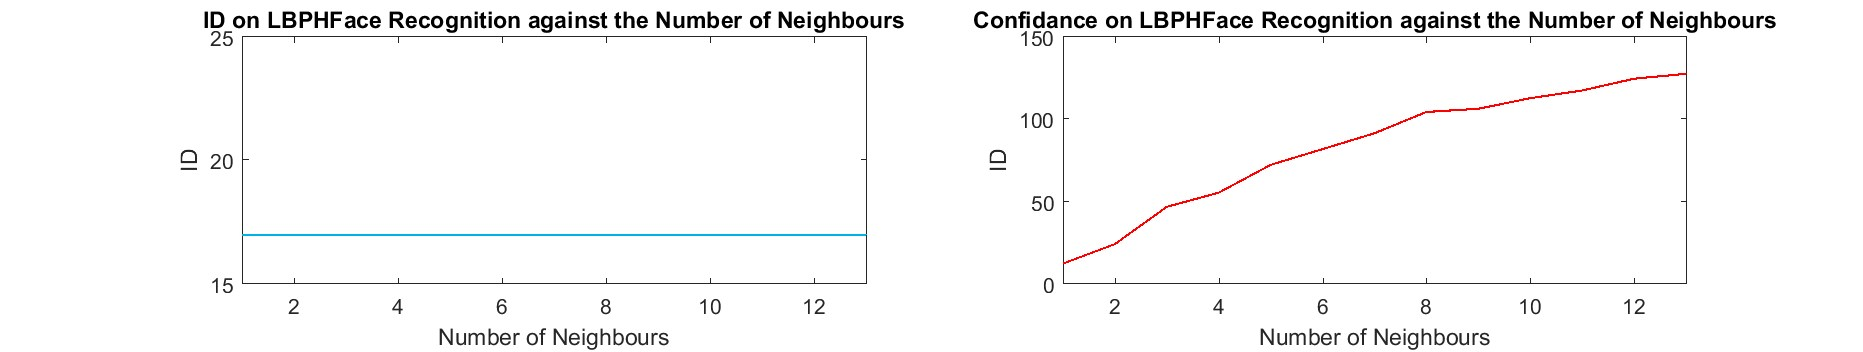 ID on LBPHFace Recognition against the Number of Neighbours
25
20
15
ID
2 4 6 8 10 12
Number of Neighbours
Confidance on LBPHFace Recognition against the Number of Neighbours
150
100
50
0
ID
2 4 6 8 10 12
Number of Neighbours